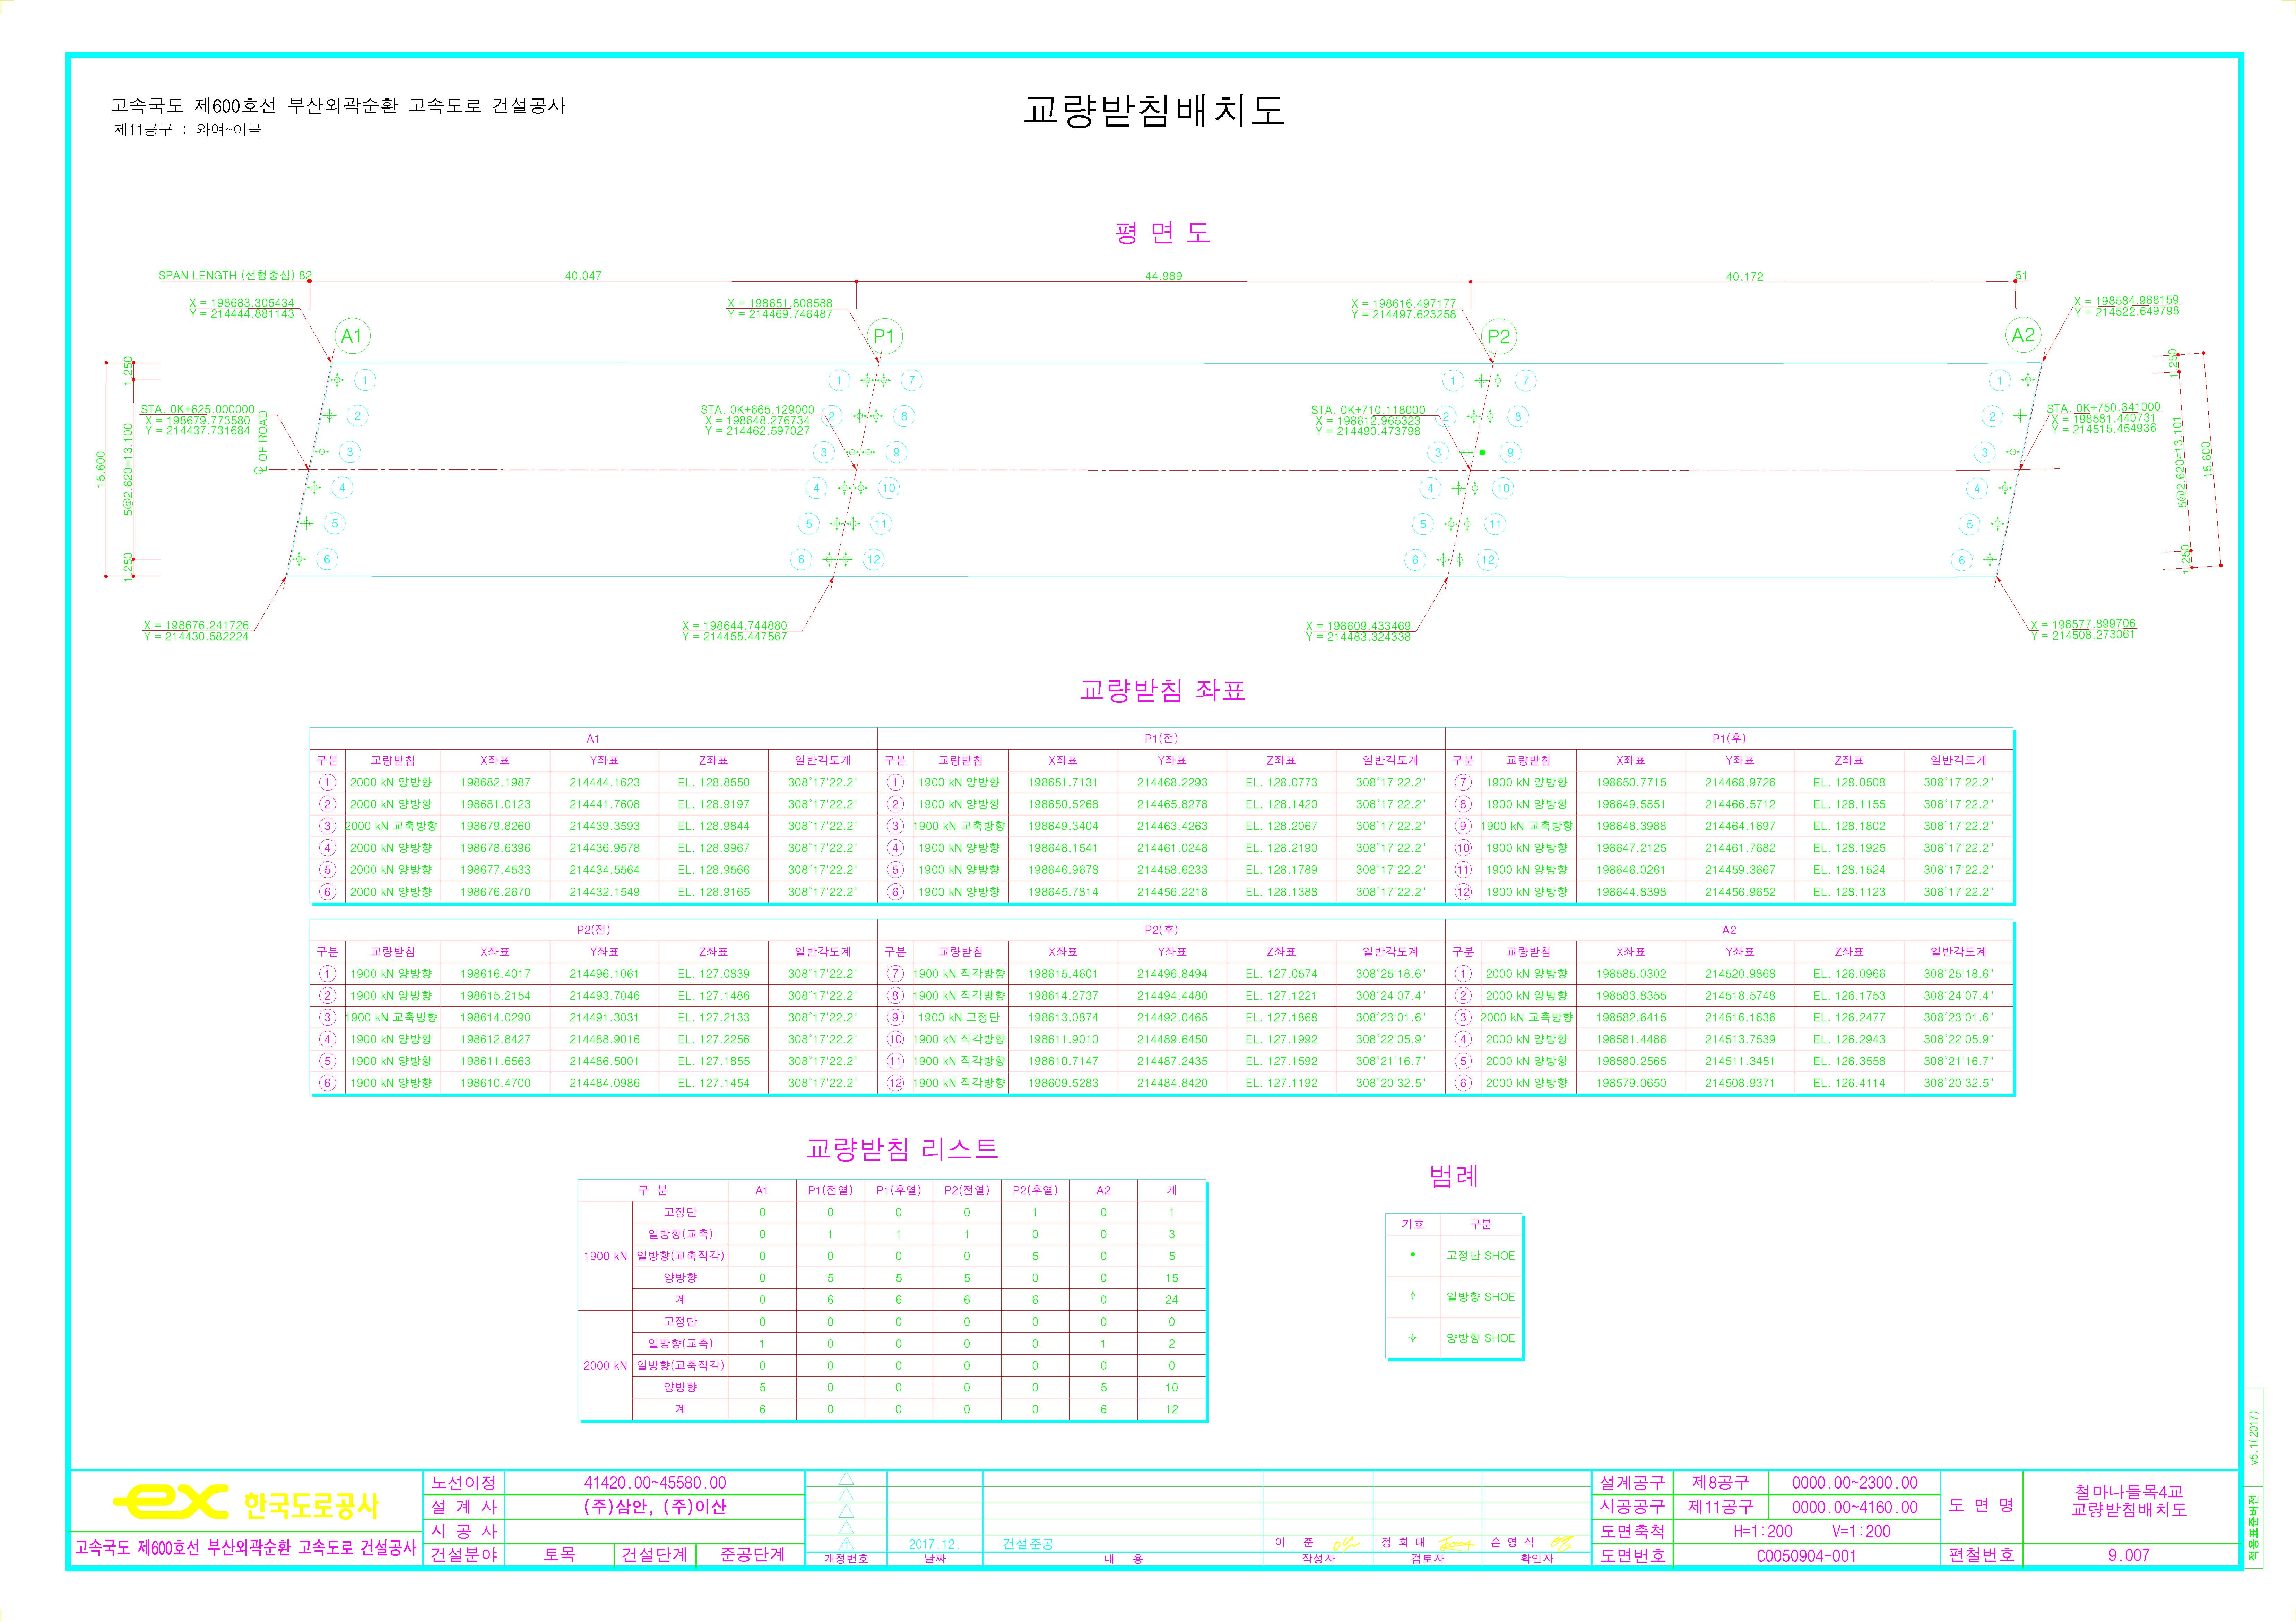 고속국도 제600호선 부산외곽순환 고속도로 건설공사
제11공구 : 와여~이곡
교량받침배치도
평 면 도
SPAN LENGTH (선형중심) 82 40.047 44.989 40.172 51
X = 198683.305434
Y = 214444.881143
X = 198651.808588
Y = 214469.746487
X = 198616.497177
Y = 214497.623258
X = 198584.988159
Y = 214522.649798
A1 P1 P2 A2
1.250
5@2.620=13.100
1.250
15.600
℄ OF ROAD
STA. 0K+625.000000
X = 198679.773580
Y = 214437.731684
STA. 0K+665.129000
X = 198648.276734
Y = 214462.597027
STA. 0K+710.118000
X = 198612.965323
Y = 214490.473798
STA. 0K+750.341000
X = 198581.440731
Y = 214515.454936
1 1 7 1 7 1
2 2 8 2 8 2
3 3 9 3 9 3
4 4 10 4 10 4
5 5 11 5 11 5
6 6 12 6 12 6
1.250
5@2.620=13.101
1.250
15.600
X = 198676.241726
Y = 214430.582224
X = 198644.744880
Y = 214455.447567
X = 198609.433469
Y = 214483.324338
X = 198577.899706
Y = 214508.273061
교량받침 좌표
A1 P1(전) P1(후)
구분 교량받침 X좌표 Y좌표 Z좌표 일반각도계 구분 교량받침 X좌표 Y좌표 Z좌표 일반각도계 구분 교량받침 X좌표 Y좌표 Z좌표 일반각도계
① 2000 kN 양방향 198682.1987 214444.1623 EL. 128.8550 308°17'22.2" ① 1900 kN 양방향 198651.7131 214468.2293 EL. 128.0773 308°17'22.2" ⑦ 1900 kN 양방향 198650.7715 214468.9726 EL. 128.0508 308°17'22.2"
② 2000 kN 양방향 198681.0123 214441.7608 EL. 128.9197 308°17'22.2" ② 1900 kN 양방향 198650.5268 214465.8278 EL. 128.1420 308°17'22.2" ⑧ 1900 kN 양방향 198649.5851 214466.5712 EL. 128.1155 308°17'22.2"
③ 2000 kN 교축방향 198679.8260 214439.3593 EL. 128.9844 308°17'22.2" ③ 1900 kN 교축방향 198649.3404 214463.4263 EL. 128.2067 308°17'22.2" ⑨ 1900 kN 교축방향 198648.3988 214464.1697 EL. 128.1802 308°17'22.2"
④ 2000 kN 양방향 198678.6396 214436.9578 EL. 128.9967 308°17'22.2" ④ 1900 kN 양방향 198648.1541 214461.0248 EL. 128.2190 308°17'22.2" ⑩ 1900 kN 양방향 198647.2125 214461.7682 EL. 128.1925 308°17'22.2"
⑤ 2000 kN 양방향 198677.4533 214434.5564 EL. 128.9566 308°17'22.2" ⑤ 1900 kN 양방향 198646.9678 214458.6233 EL. 128.1789 308°17'22.2" ⑪ 1900 kN 양방향 198646.0261 214459.3667 EL. 128.1524 308°17'22.2"
⑥ 2000 kN 양방향 198676.2670 214432.1549 EL. 128.9165 308°17'22.2" ⑥ 1900 kN 양방향 198645.7814 214456.2218 EL. 128.1388 308°17'22.2" ⑫ 1900 kN 양방향 198644.8398 214456.9652 EL. 128.1123 308°17'22.2"
P2(전) P2(후) A2
구분 교량받침 X좌표 Y좌표 Z좌표 일반각도계 구분 교량받침 X좌표 Y좌표 Z좌표 일반각도계 구분 교량받침 X좌표 Y좌표 Z좌표 일반각도계
① 1900 kN 양방향 198616.4017 214496.1061 EL. 127.0839 308°17'22.2" ⑦ 1900 kN 직각방향 198615.4601 214496.8494 EL. 127.0574 308°25'18.6" ① 2000 kN 양방향 198585.0302 214520.9868 EL. 126.0966 308°25'18.6"
② 1900 kN 양방향 198615.2154 214493.7046 EL. 127.1486 308°17'22.2" ⑧ 1900 kN 직각방향 198614.2737 214494.4480 EL. 127.1221 308°24'07.4" ② 2000 kN 양방향 198583.8355 214518.5748 EL. 126.1753 308°24'07.4"
③ 1900 kN 교축방향 198614.0290 214491.3031 EL. 127.2133 308°17'22.2" ⑨ 1900 kN 고정단 198613.0874 214492.0465 EL. 127.1868 308°23'01.6" ③ 2000 kN 교축방향 198582.6415 214516.1636 EL. 126.2477 308°23'01.6"
④ 1900 kN 양방향 198612.8427 214488.9016 EL. 127.2256 308°17'22.2" ⑩ 1900 kN 직각방향 198611.9010 214489.6450 EL. 127.1992 308°22'05.9" ④ 2000 kN 양방향 198581.4486 214513.7539 EL. 126.2943 308°22'05.9"
⑤ 1900 kN 양방향 198611.6563 214486.5001 EL. 127.1855 308°17'22.2" ⑪ 1900 kN 직각방향 198610.7147 214487.2435 EL. 127.1592 308°21'16.7" ⑤ 2000 kN 양방향 198580.2565 214511.3451 EL. 126.3558 308°21'16.7"
⑥ 1900 kN 양방향 198610.4700 214484.0986 EL. 127.1454 308°17'22.2" ⑫ 1900 kN 직각방향 198609.5283 214484.8420 EL. 127.1192 308°20'32.5" ⑥ 2000 kN 양방향 198579.0650 214508.9371 EL. 126.4114 308°20'32.5"
교량받침 리스트
구 분 A1 P1(전열) P1(후열) P2(전열) P2(후열) A2 계
1900 kN
고정단 0 0 0 0 1 0 1
일방향(교축) 0 1 1 1 0 0 3
일방향(교축직각) 0 0 0 0 5 0 5
양방향 0 5 5 5 0 0 15
계 0 6 6 6 6 0 24
2000 kN
고정단 0 0 0 0 0 0 0
일방향(교축) 1 0 0 0 0 1 2
일방향(교축직각) 0 0 0 0 0 0 0
양방향 5 0 0 0 0 5 10
계 6 0 0 0 0 6 12
범례
기호 구분
고정단 SHOE
일방향 SHOE
양방향 SHOE
v5.1(2017)
적용표준버전
ex 한국도로공사
고속국도 제600호선 부산외곽순환 고속도로 건설공사
노선이정 41420.00~45580.00
설 계 사 (주)삼안, (주)이산
시 공 사
건설분야 토목 건설단계 준공단계
1 2017.12. 건설준공 이 준 정 희 대 손 영 식
개정번호 날짜 내 용 작성자 검토자 확인자
설계공구 제8공구 0000.00~2300.00
시공공구 제11공구 0000.00~4160.00
도면축척 H=1:200 V=1:200
도면번호 C0050904-001
도 면 명 철마나들목4교
교량받침배치도
편철번호 9.007